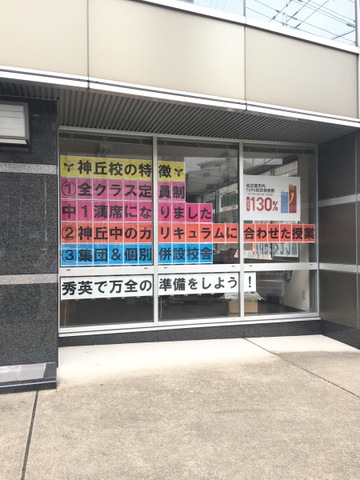 神丘校の特徴
①全クラス定員制
中1満席になりました
②神丘中のカリキュラムに合わせた授業
③集団&個別併設校舎
秀英で万全の準備をしよう!
130%